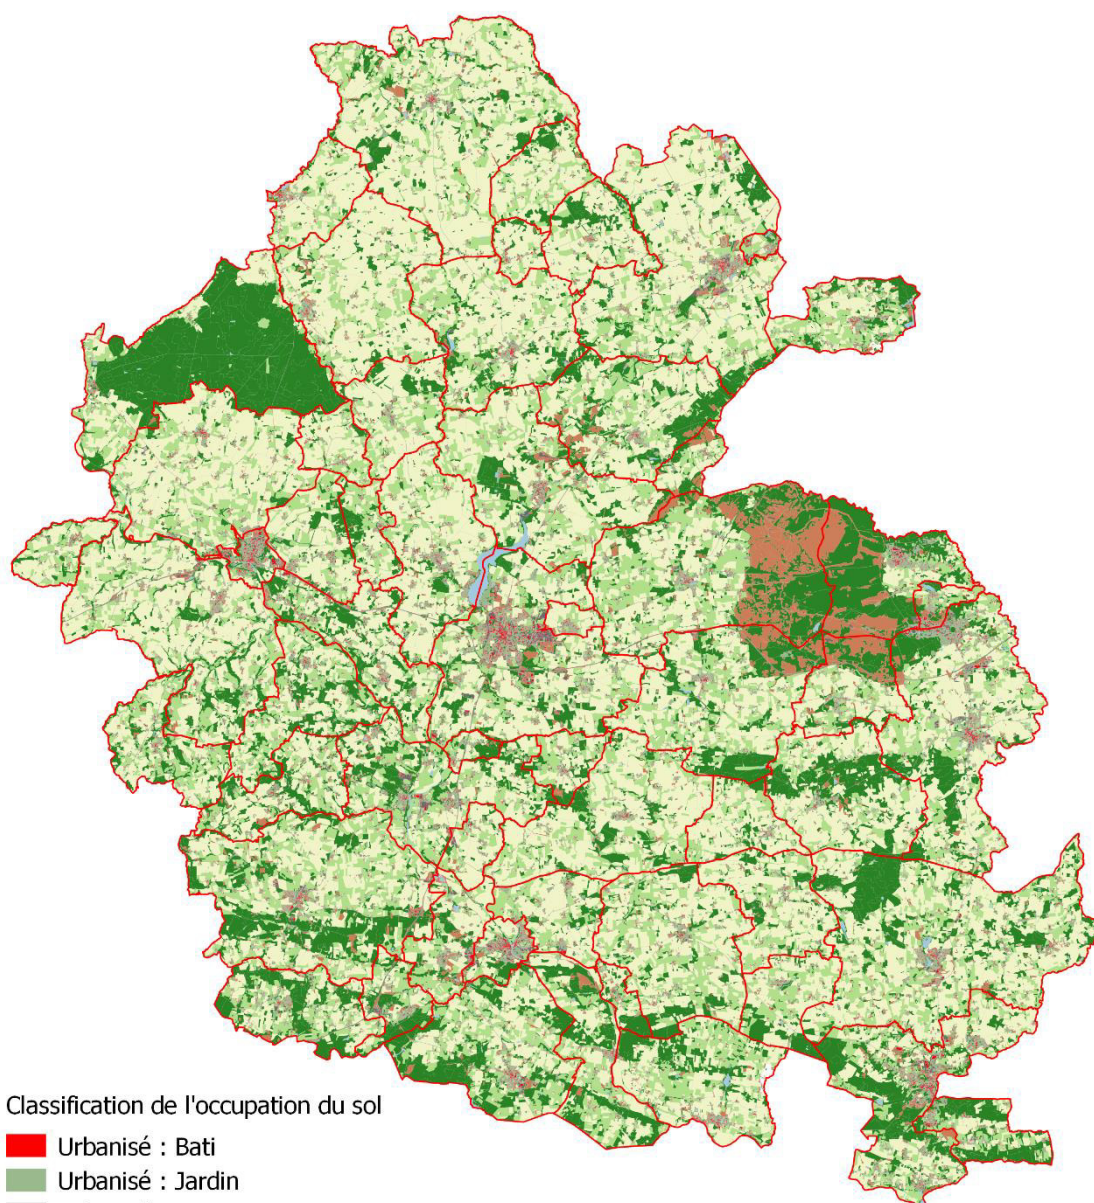 Classification de l'occupation du sol
Urbanisé : Bati
Urbanisé : Jardin